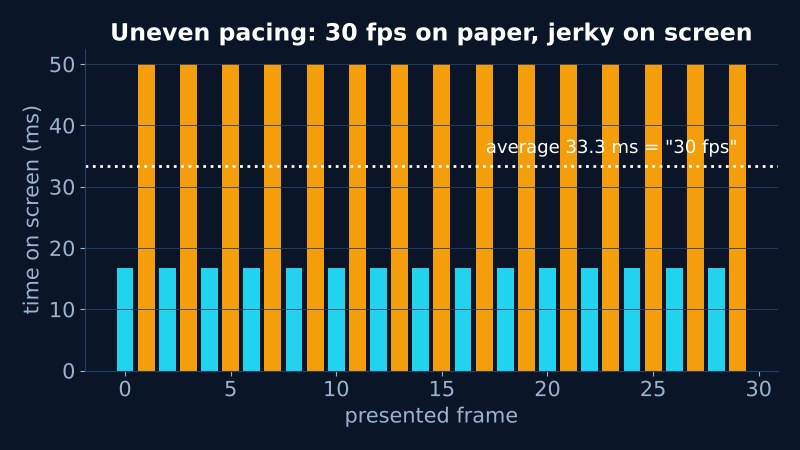 Uneven pacing: 30 fps on paper, jerky on screen
time on screen (ms)
50
40
30
20
10
0
average 33.3 ms = "30 fps"
0 5 10 15 20 25 30
presented frame